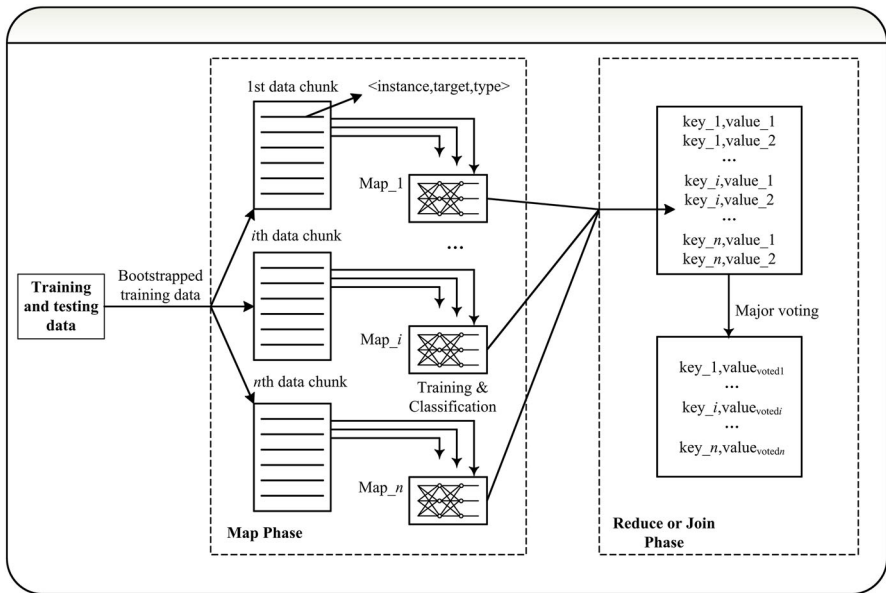 1st data chunk
<instance,target,type>
Map_1
...
ith data chunk
Training
and testing
data
Bootstrapped
training data
Map_i
Training &
Classification
nth data chunk
Map_n
Map Phase
key_1,value_1
key_1,value_2
...
key_i,value_1
key_i,value_2
...
key_n,value_1
key_n,value_2
Major voting
key_1,valuevoted1
...
key_i,valuevotedi
...
key_n,valuevotedn
Reduce or Join
Phase